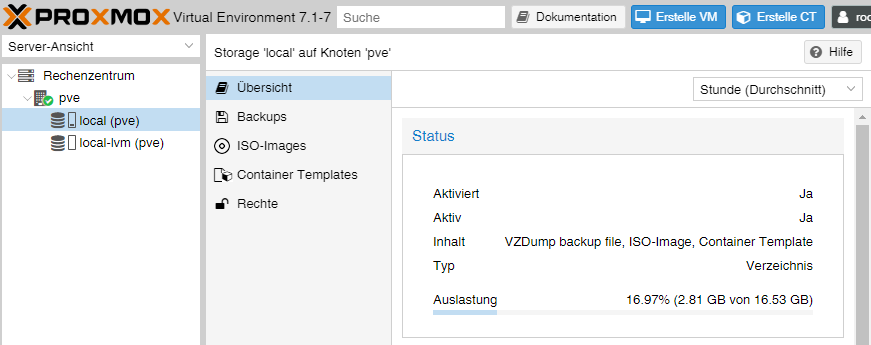 PROXMOX Virtual Environment 7.1-7 Suche Dokumentation Erstelle VM Erstelle CT
Server-Ansicht
Storage 'local' auf Knoten 'pve' Hilfe
Rechenzentrum
pve
local (pve)
local-lvm (pve)
Übersicht
Backups
ISO-Images
Container Templates
Rechte
Stunde (Durchschnitt)
Status
Aktiviert Ja
Aktiv Ja
Inhalt VZDump backup file, ISO-Image, Container Template
Typ Verzeichnis
Auslastung 16.97% (2.81 GB von 16.53 GB)